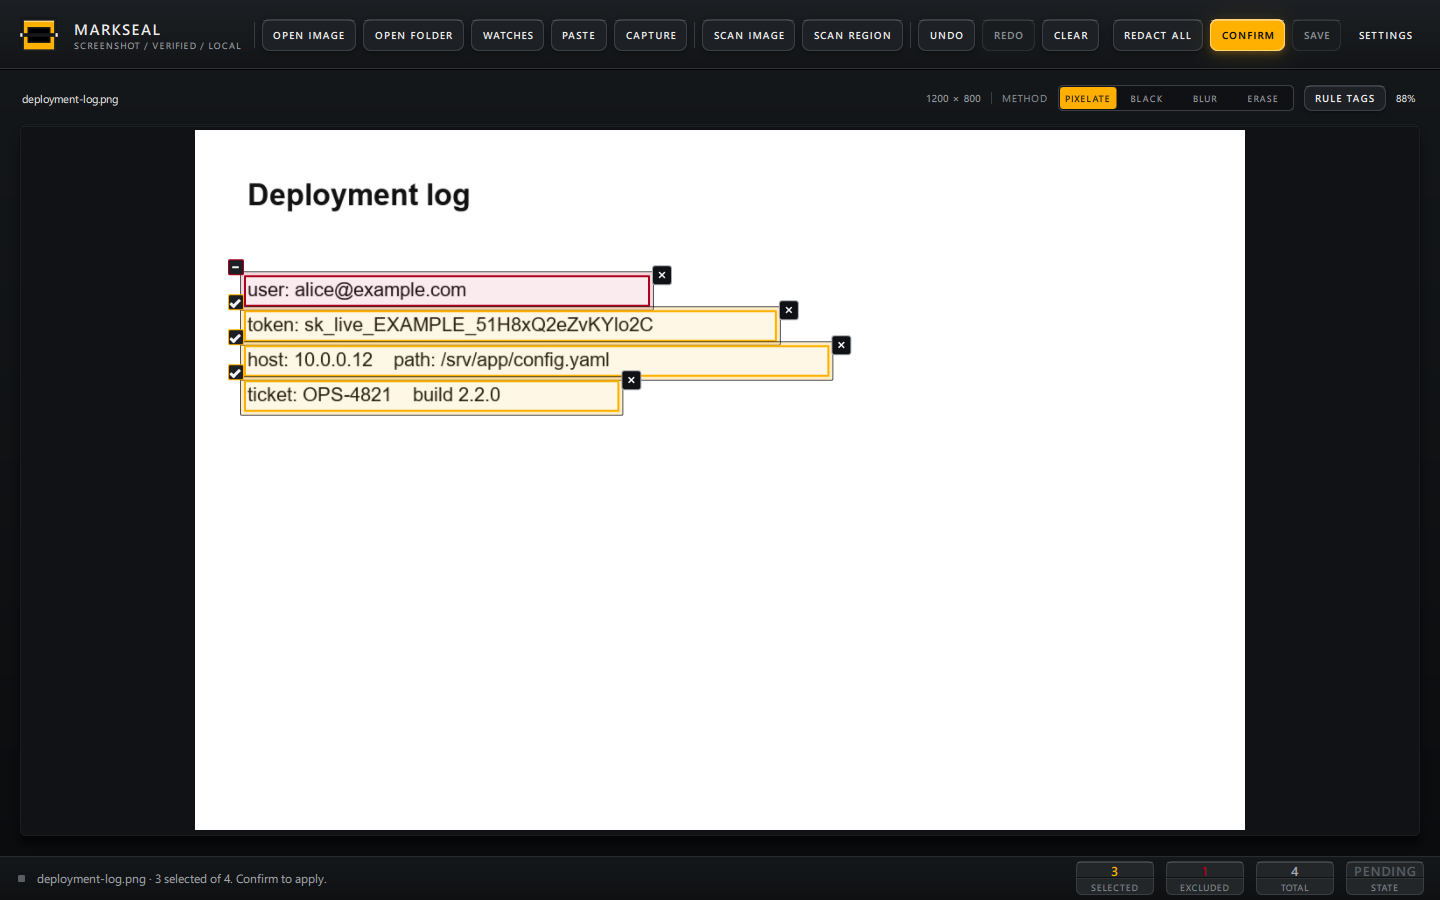 MARKSEAL
SCREENSHOT / VERIFIED / LOCAL
OPEN IMAGE
OPEN FOLDER
WATCHES
PASTE
CAPTURE
SCAN IMAGE
SCAN REGION
UNDO
REDO
CLEAR
REDACT ALL
CONFIRM
SAVE
SETTINGS
deployment-log.png
1200 × 800
METHOD
PIXELATE
BLACK
BLUR
ERASE
RULE TAGS
88%
Deployment log
user: alice@example.com
token: sk_live_EXAMPLE_51H8xQ2eZvKYlo2C
host: 10.0.0.12 path: /srv/app/config.yaml
ticket: OPS-4821 build 2.2.0
deployment-log.png · 3 selected of 4. Confirm to apply.
3
SELECTED
1
EXCLUDED
4
TOTAL
PENDING
STATE